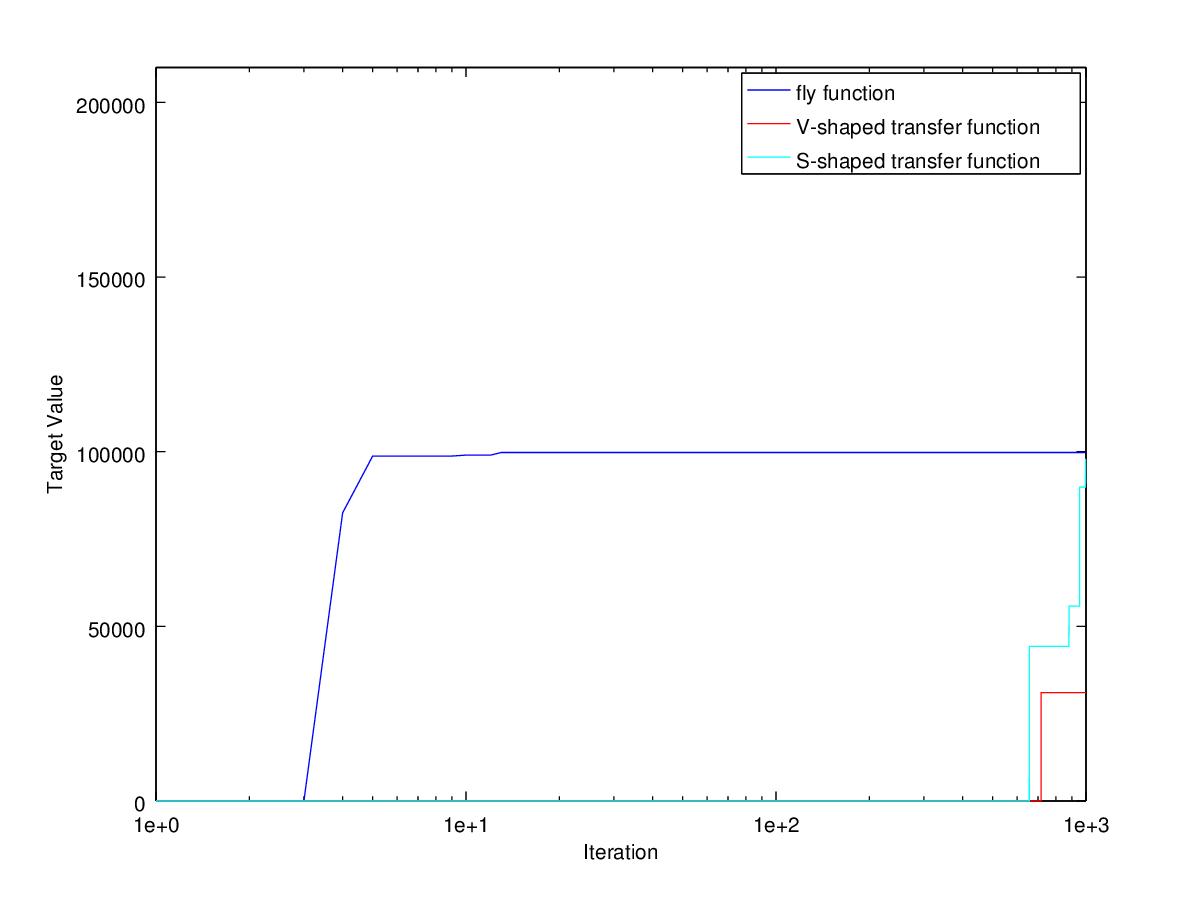 fly function
V-shaped transfer function
S-shaped transfer function
200000
150000
100000
50000
0
Target Value
1e+0 1e+1 1e+2 1e+3
Iteration